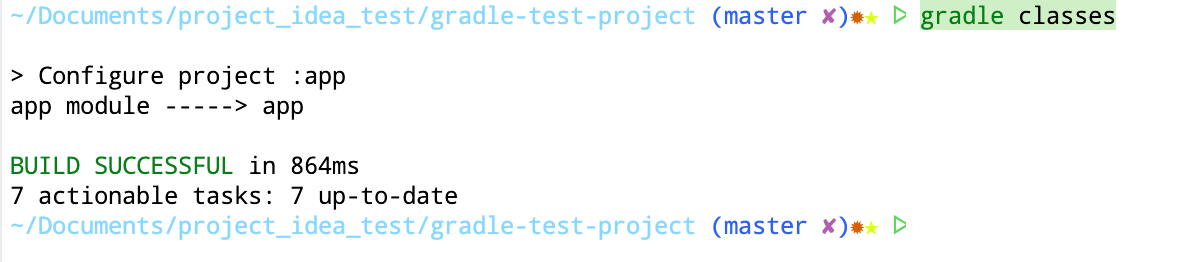 ~/Documents/project_idea_test/gradle-test-project (master ✘)✹★ ▷ gradle classes
> Configure project :app
app module -----> app
BUILD SUCCESSFUL in 864ms
7 actionable tasks: 7 up-to-date
~/Documents/project_idea_test/gradle-test-project (master ✘)✹★ ▷